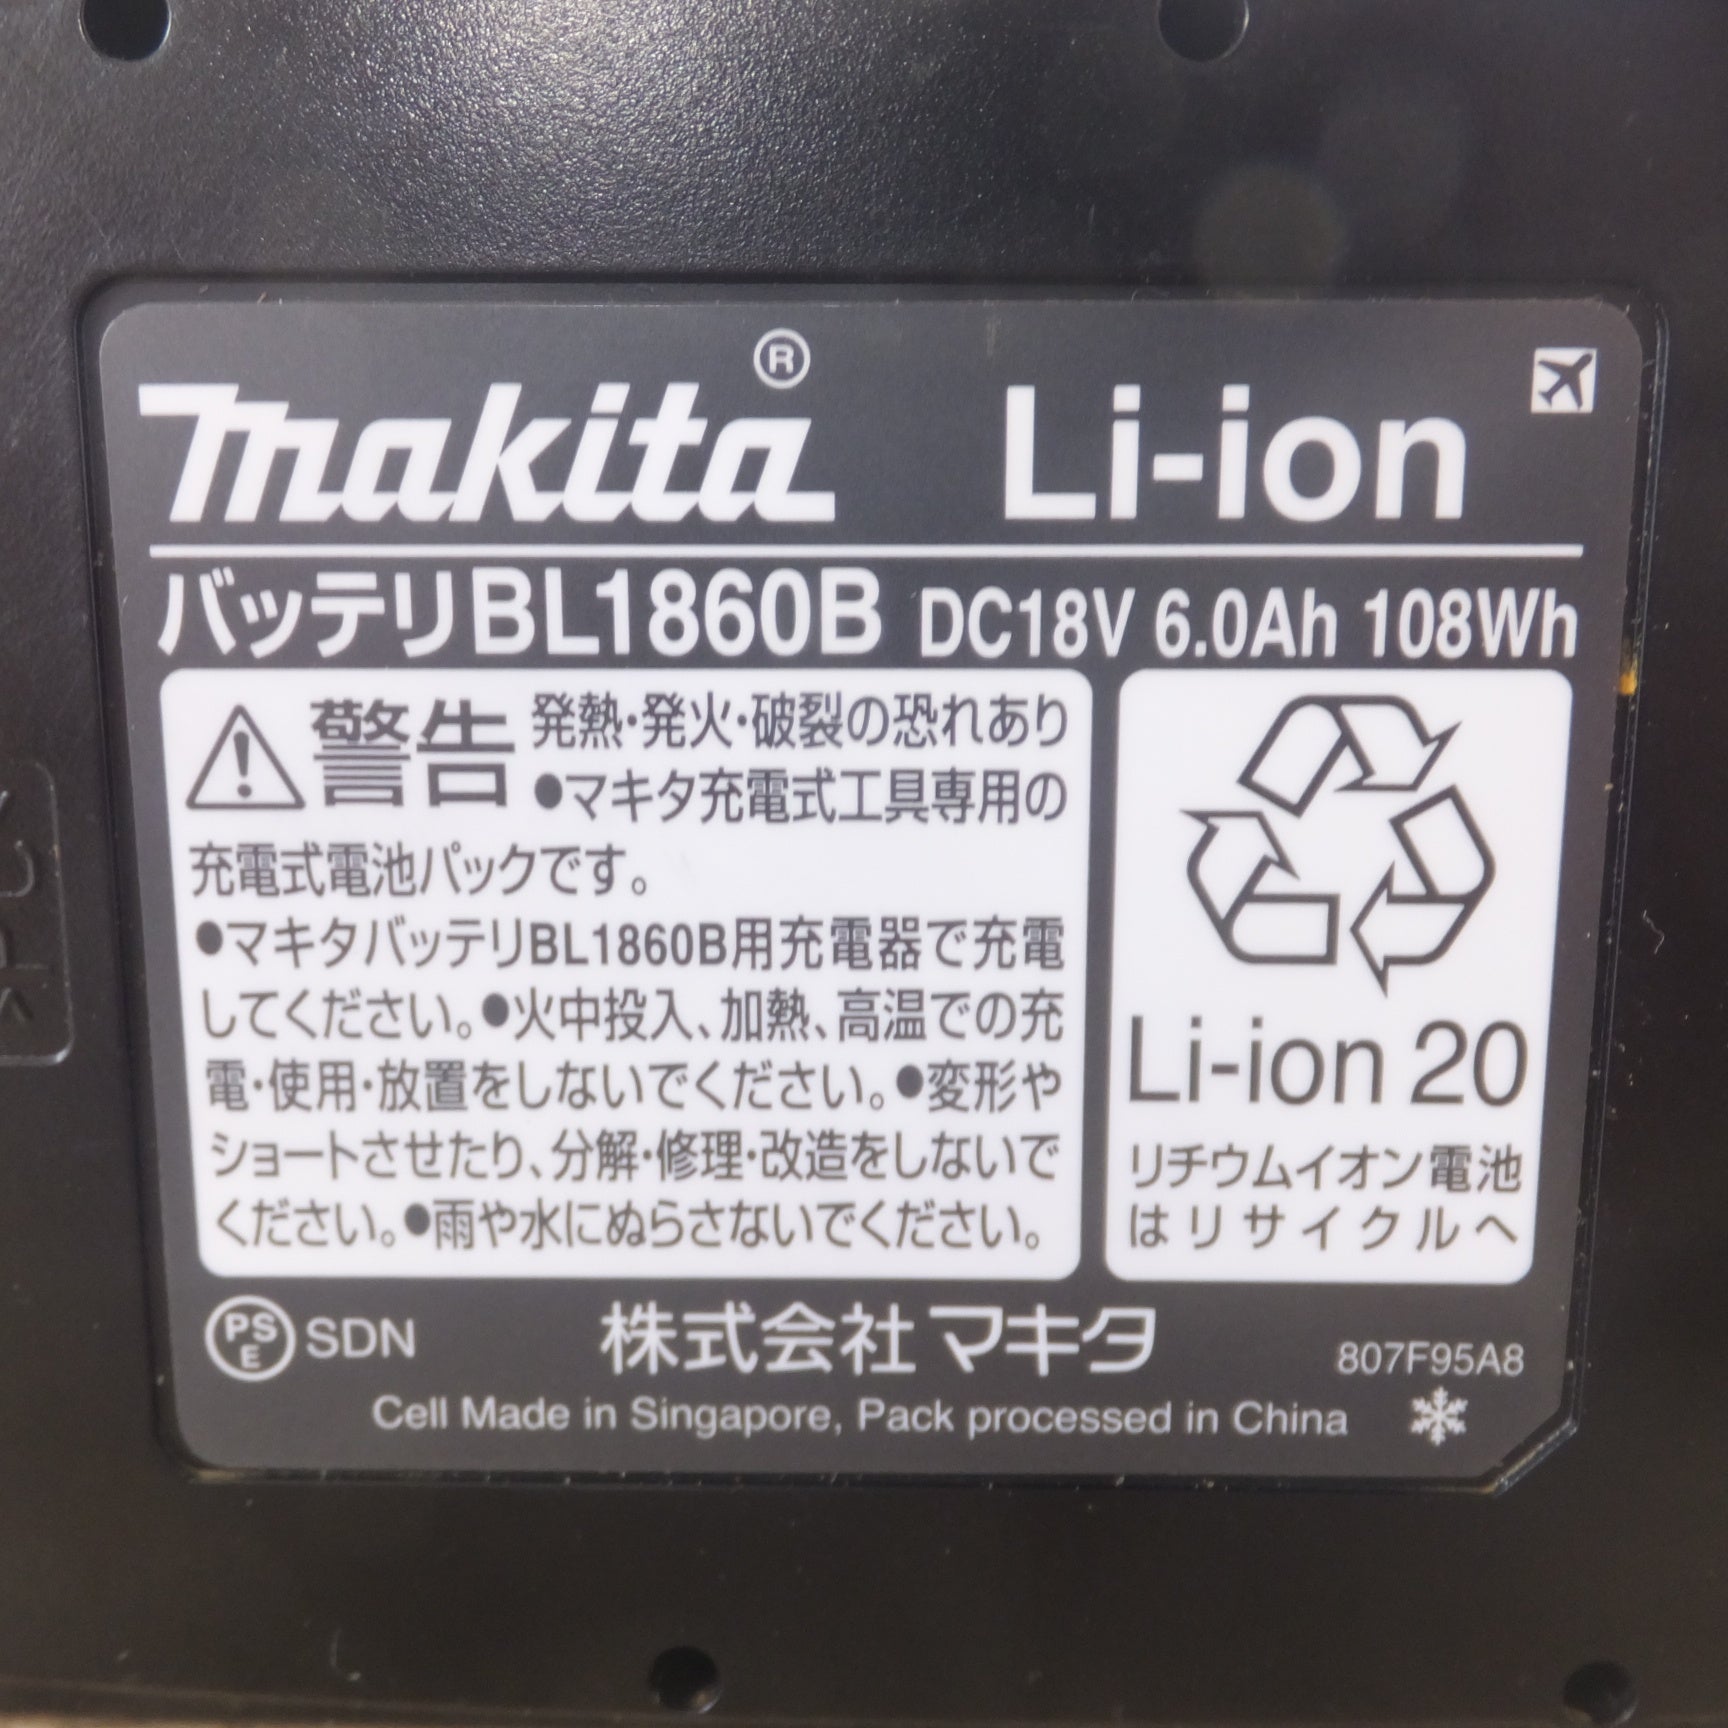 makita® Li-ion
バッテリBL1860B DC18V 6.0Ah 108Wh
警告 発熱・発火・破裂の恐れあり
●マキタ充電式工具専用の
充電式電池パックです。
●マキタバッテリBL1860B用充電器で充電
してください。●火中投入、加熱、高温での充
電・使用・放置をしないでください。●変形や
ショートさせたり、分解・修理・改造をしないで
ください。●雨や水にぬらさないでください。
Li-ion 20
リチウムイオン電池
はリサイクルへ
PSE SDN 株式会社マキタ 807F95A8
Cell Made in Singapore, Pack processed in China